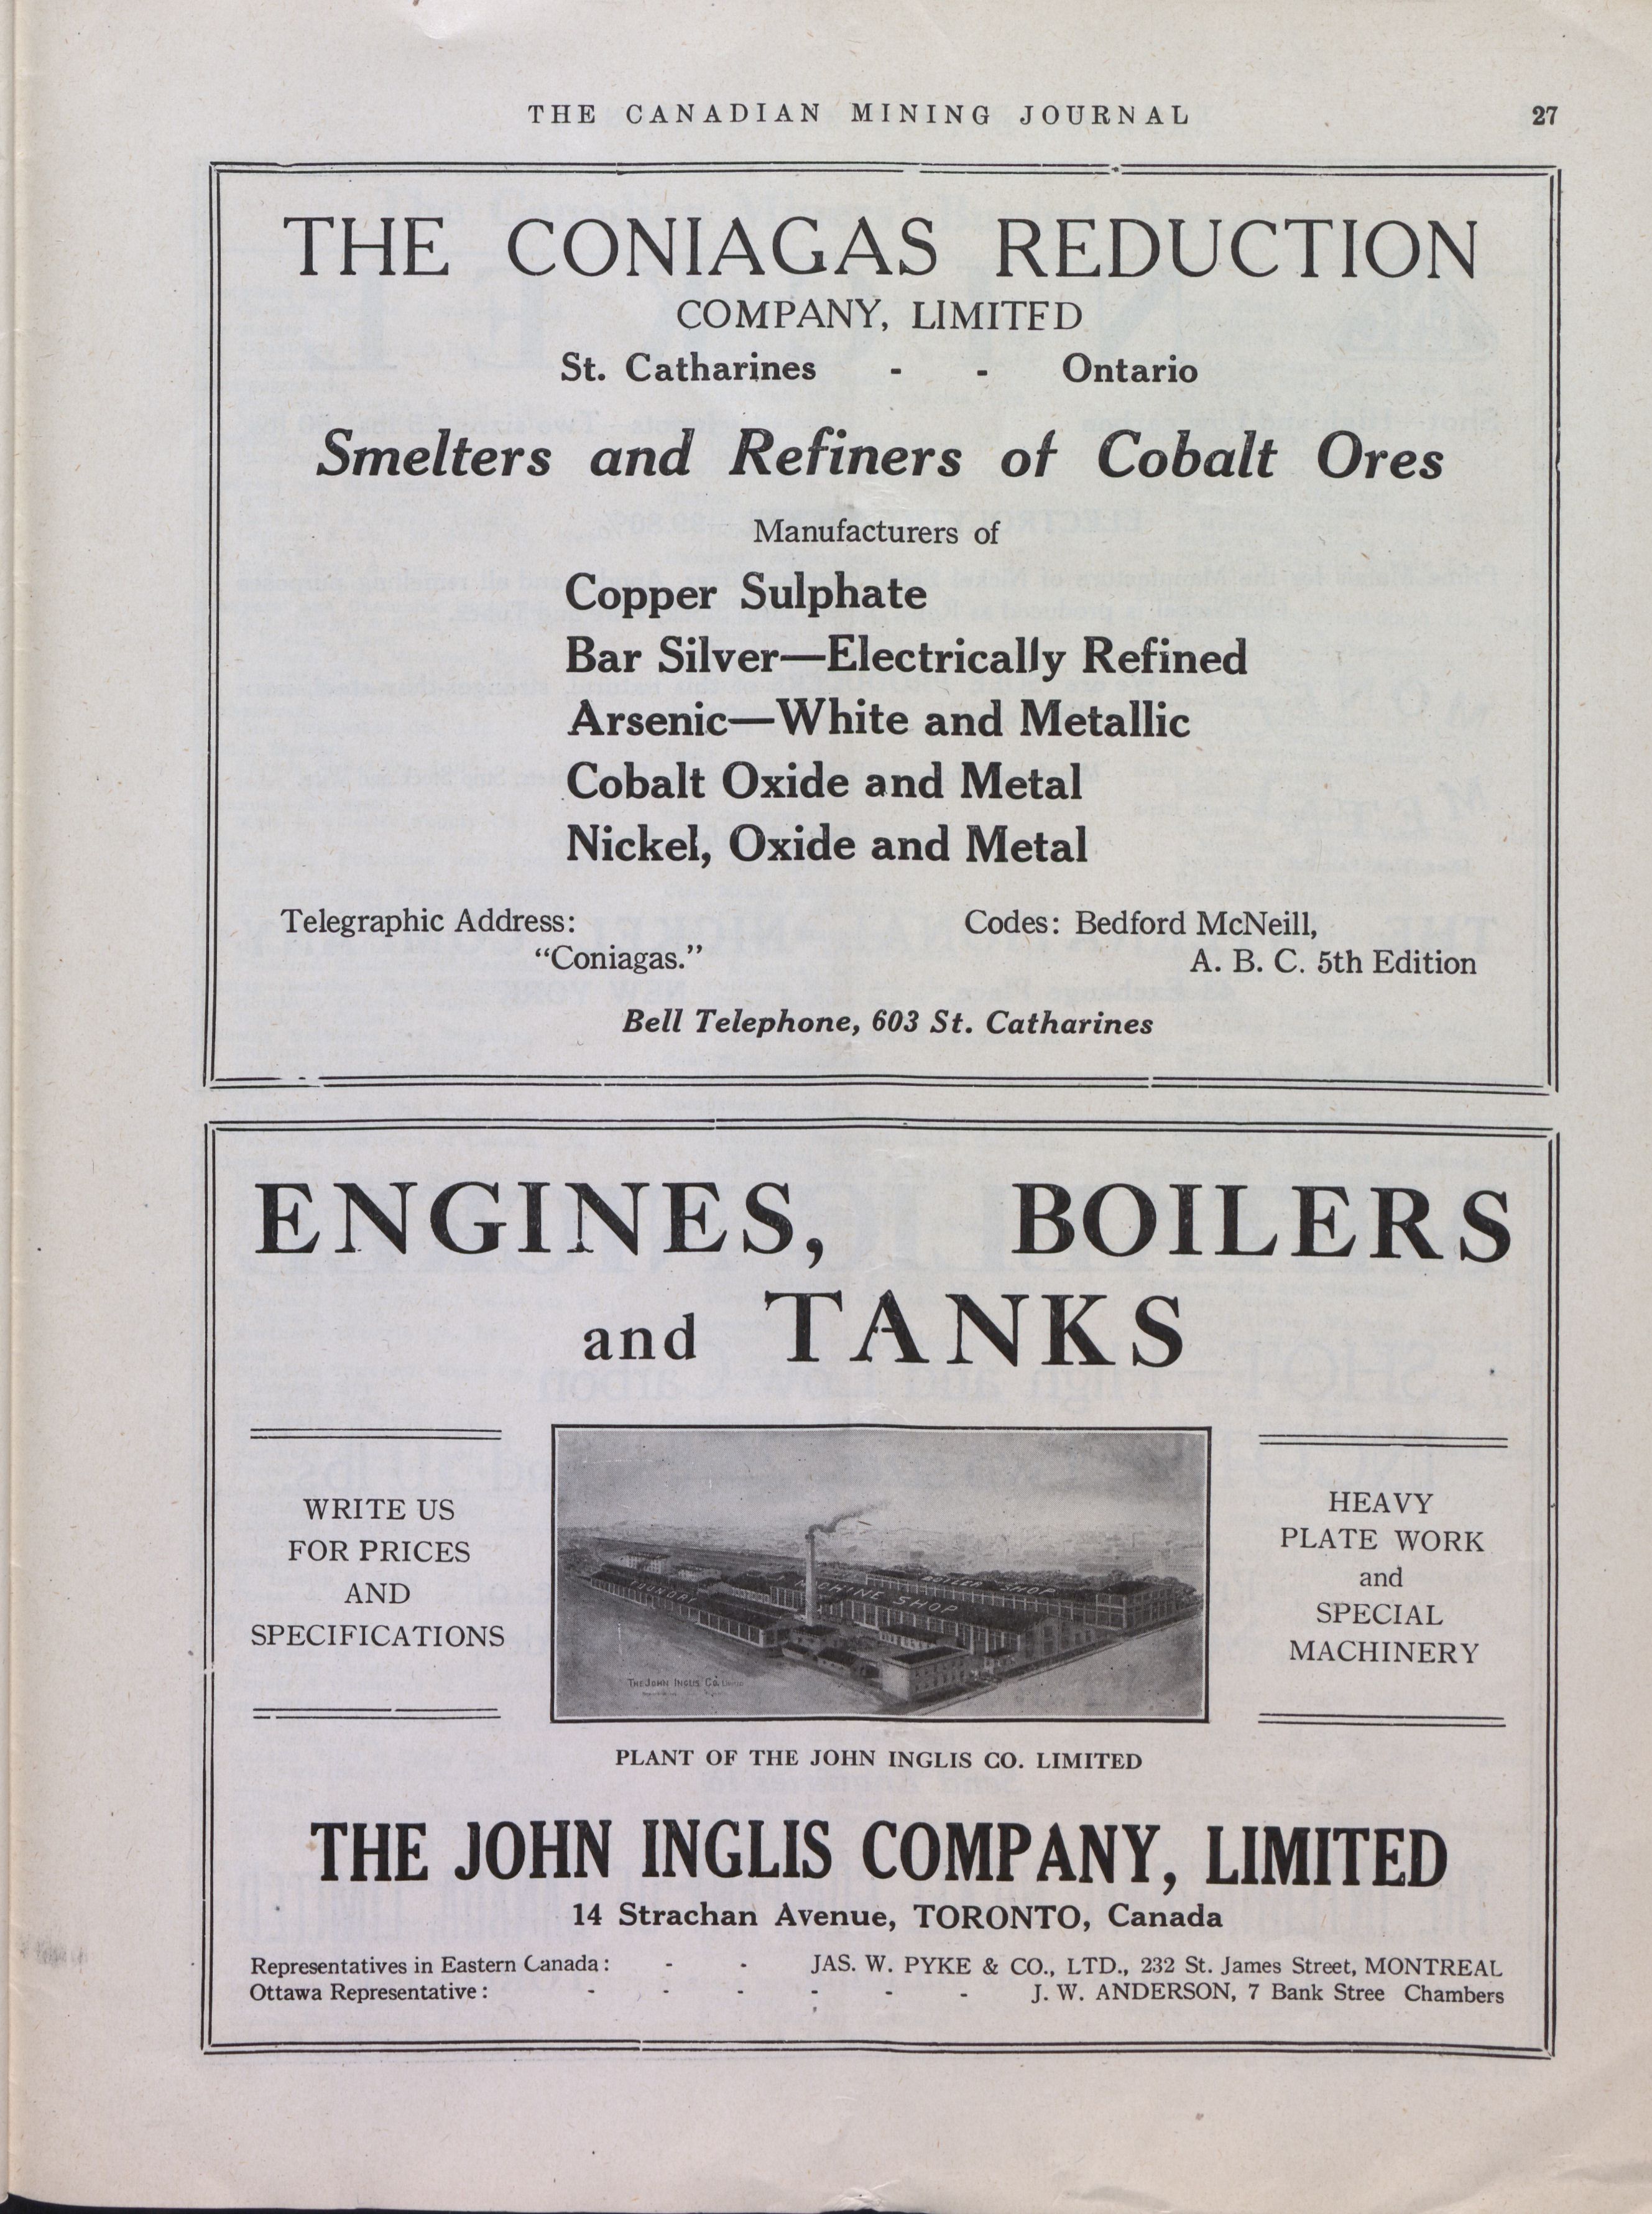 THE CANADIAN MINING JOURNAL 27
THE CONIAGAS REDUCTION
COMPANY, LIMITED
St. Catharines - - Ontario
Smelters and Refiners of Cobalt Ores
Manufacturers of
Copper Sulphate
Bar Silver—Electrically Refined
Arsenic—White and Metallic
Cobalt Oxide and Metal
Nickel, Oxide and Metal
Telegraphic Address:
"Coniagas."
Codes: Bedford McNeill,
A. B. C. 5th Edition
Bell Telephone, 603 St. Catharines
ENGINES, BOILERS
and TANKS
WRITE US
FOR PRICES
AND
SPECIFICATIONS
FOUNDRY
MACHINE SHOP
BOILER SHOP
THE JOHN INGLIS CO.
HEAVY
PLATE WORK
and
SPECIAL
MACHINERY
PLANT OF THE JOHN INGLIS CO. LIMITED
THE JOHN INGLIS COMPANY, LIMITED
14 Strachan Avenue, TORONTO, Canada
Representatives in Eastern Canada: - - JAS. W. PYKE & CO., LTD., 232 St. James Street, MONTREAL
Ottawa Representative: - - - - - - J. W. ANDERSON, 7 Bank Stree Chambers